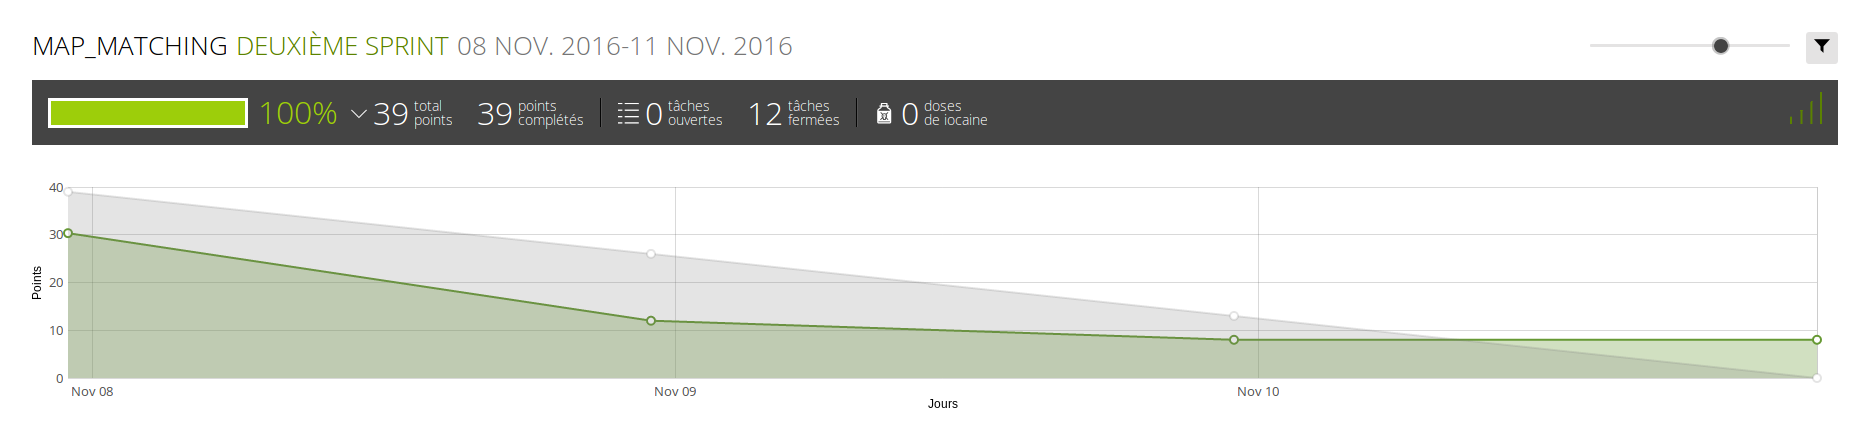 MAP_MATCHING DEUXIÈME SPRINT 08 NOV. 2016-11 NOV. 2016
100% 39 total points 39 points complétés 0 tâches ouvertes 12 tâches fermées 0 doses de iocaine
40
30
20
10
0
Points
Nov 08 Nov 09 Nov 10
Jours